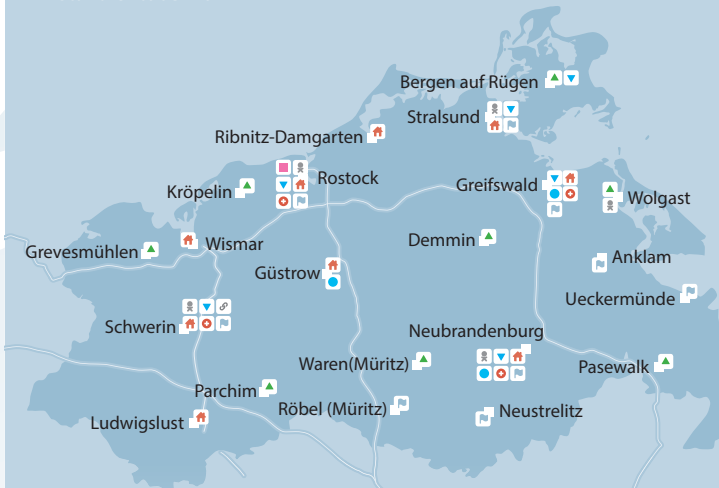 Bergen auf Rügen
Stralsund
Ribnitz-Damgarten
Rostock
Kröpelin
Greifswald
Wolgast
Grevesmühlen
Wismar
Demmin
Anklam
Güstrow
Ueckermünde
Schwerin
Neubrandenburg
Waren(Müritz)
Pasewalk
Parchim
Röbel (Müritz)
Neustrelitz
Ludwigslust